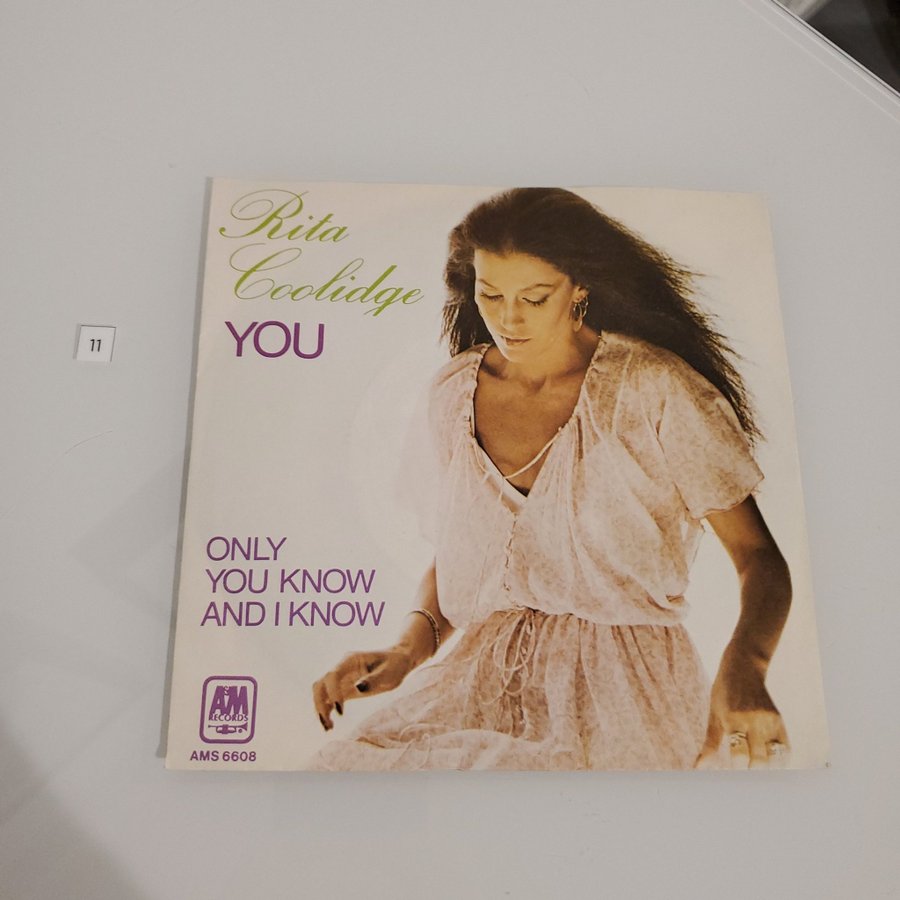 Rita
Coolidge
YOU
11
ONLY
YOU KNOW
AND I KNOW
A&M
RECORDS
AMS 6608